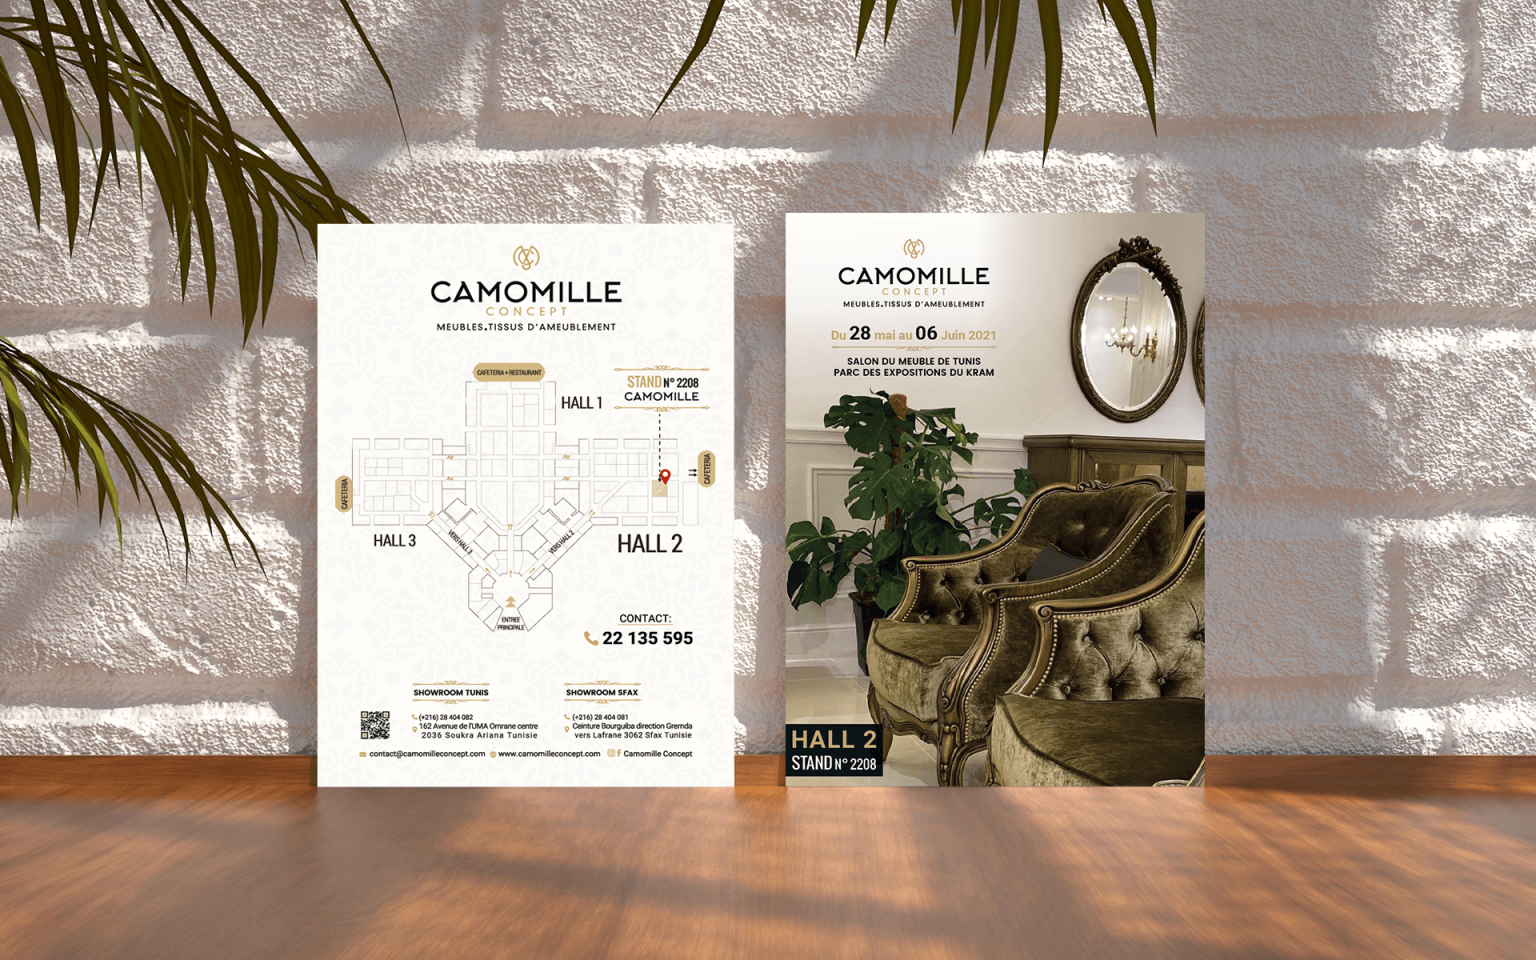 CAMOMILLE
CONCEPT
MEUBLES.TISSUS D'AMEUBLEMENT
CAFETERIA + RESTAURANT
HALL 1
STAND N° 2208
CAMOMILLE
CAFETERIA
CAFETERIA
HALL 3
VERS HALL 3
VERS HALL 2
HALL 2
ENTREE
PRINCIPALE
CONTACT:
22 135 595
SHOWROOM TUNIS
(+216) 28 404 082
162 Avenue de l'UMA Omrane centre
2036 Soukra Ariana Tunisie
SHOWROOM SFAX
(+216) 28 404 081
Ceinture Bourguiba direction Gremda
vers Lafrane 3062 Sfax Tunisie
contact@camomilleconcept.com www.camomilleconcept.com Camomille Concept
CAMOMILLE
CONCEPT
MEUBLES.TISSUS D'AMEUBLEMENT
Du 28 mai au 06 Juin 2021
SALON DU MEUBLE DE TUNIS
PARC DES EXPOSITIONS DU KRAM
HALL 2
STAND N° 2208